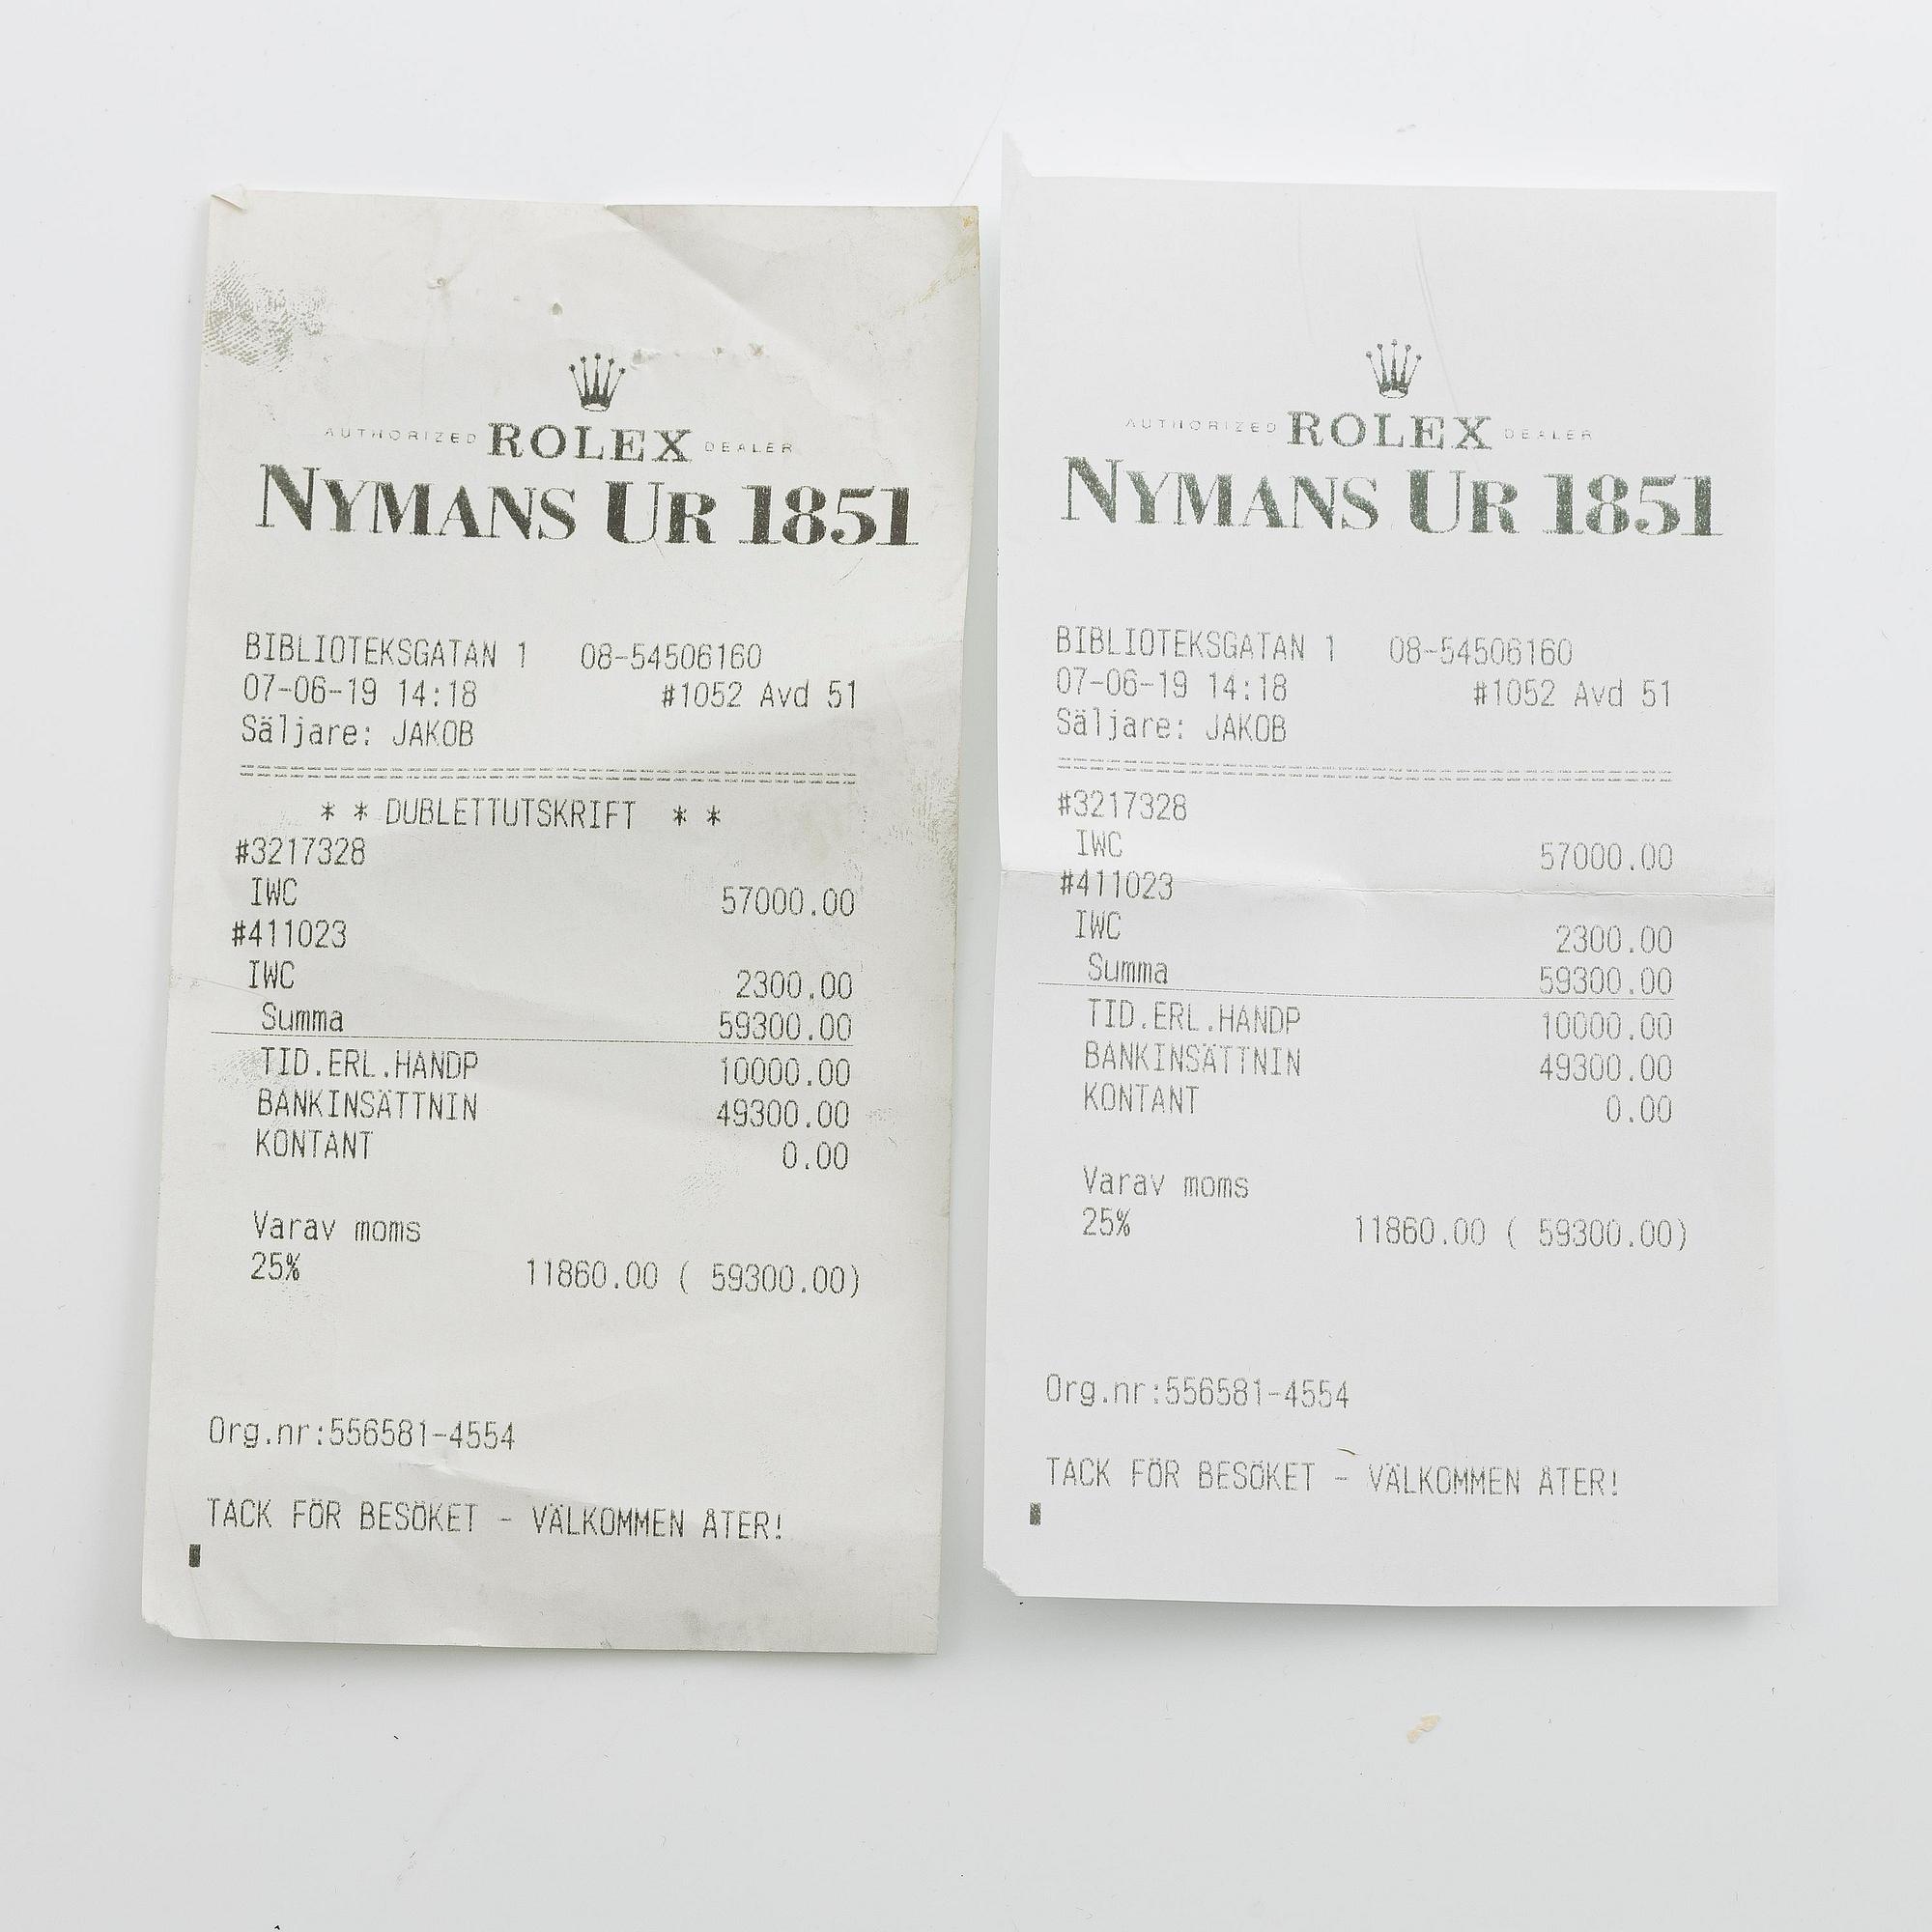 AUTHORIZED ROLEX DEALER
NYMANS UR 1851
BIBLIOTEKSGATAN 1 08-54506160
07-06-19 14:18 #1052 Avd 51
Säljare: JAKOB
* * DUBLETTUTSKRIFT * *
#3217328
IWC 57000.00
#411023
IWC 2300.00
Summa 59300.00
TID.ERL.HANDP 10000.00
BANKINSÄTTNIN 49300.00
KONTANT 0.00
Varav moms
25% 11860.00 ( 59300.00)
Org.nr:556581-4554
TACK FÖR BESÖKET - VÄLKOMMEN ÅTER!
AUTHORIZED ROLEX DEALER
NYMANS UR 1851
BIBLIOTEKSGATAN 1 08-54506160
07-06-19 14:18 #1052 Avd 51
Säljare: JAKOB
#3217328
IWC 57000.00
#411023
IWC 2300.00
Summa 59300.00
TID.ERL.HANDP 10000.00
BANKINSÄTTNIN 49300.00
KONTANT 0.00
Varav moms
25% 11860.00 ( 59300.00)
Org.nr:556581-4554
TACK FÖR BESÖKET - VÄLKOMMEN ÅTER!